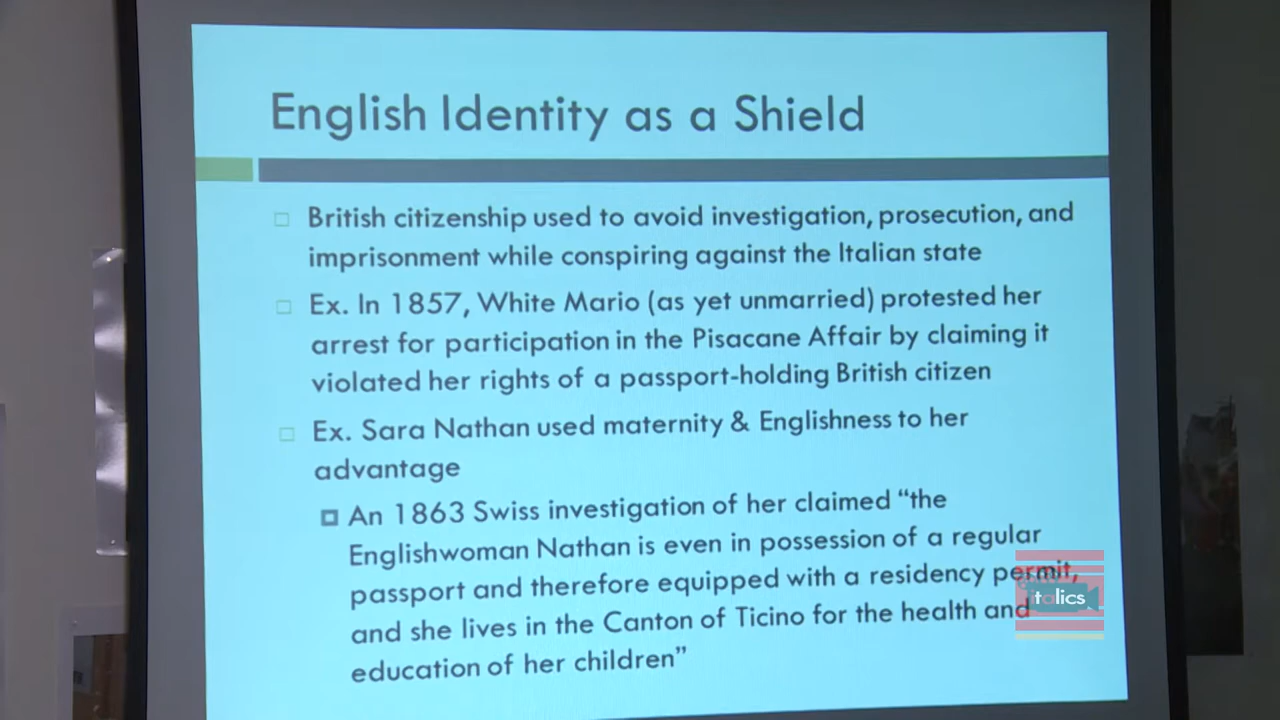 English Identity as a Shield
British citizenship used to avoid investigation, prosecution, and
imprisonment while conspiring against the Italian state
Ex. In 1857, White Mario (as yet unmarried) protested her
arrest for participation in the Pisacane Affair by claiming it
violated her rights of a passport-holding British citizen
Ex. Sara Nathan used maternity & Englishness to her
advantage
An 1863 Swiss investigation of her claimed “the
Englishwoman Nathan is even in possession of a regular
passport and therefore equipped with a residency permit,
and she lives in the Canton of Ticino for the health and
education of her children”
italics